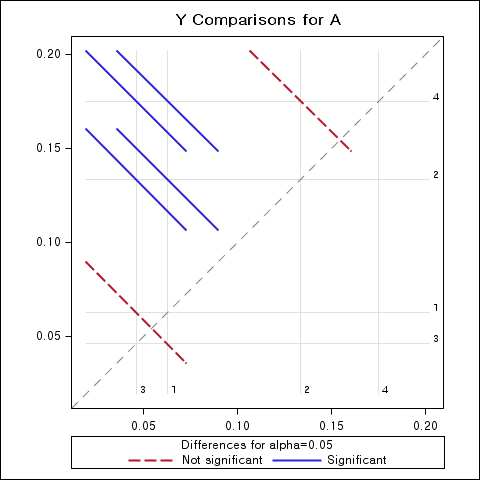 Y Comparisons for A
0.20
4
0.15
2
0.10
1
0.05
3
3 1 2 4
0.05 0.10 0.15 0.20
Differences for alpha=0.05
Not significant Significant